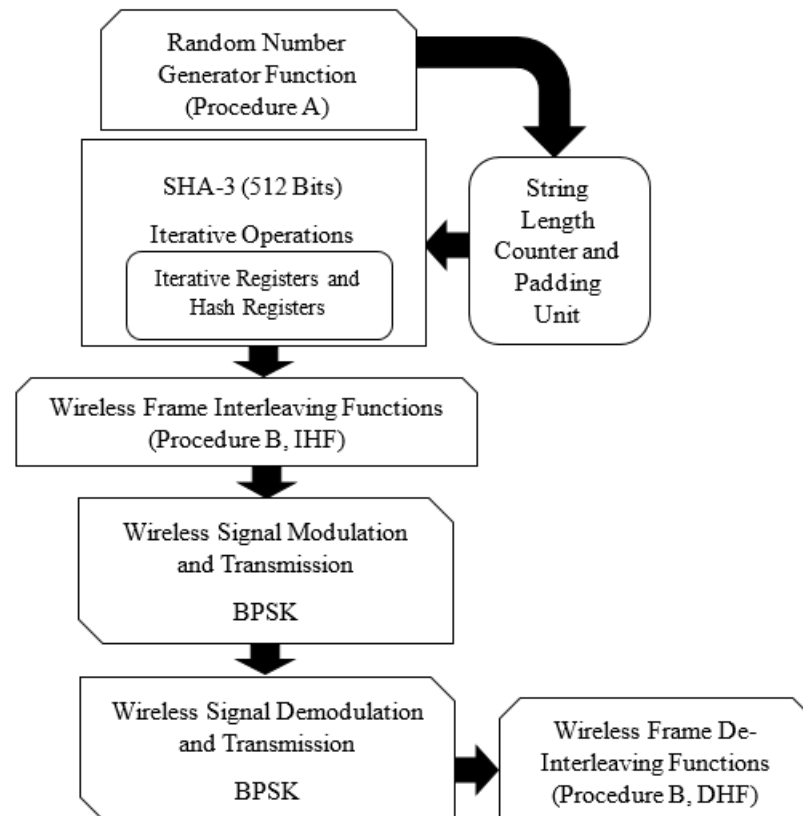 Random Number
Generator Function
(Procedure A)
SHA-3 (512 Bits)
Iterative Operations
Iterative Registers and
Hash Registers
String
Length
Counter and
Padding
Unit
Wireless Frame Interleaving Functions
(Procedure B, IHF)
Wireless Signal Modulation
and Transmission
BPSK
Wireless Signal Demodulation
and Transmission
BPSK
Wireless Frame De-
Interleaving Functions
(Procedure B, DHF)